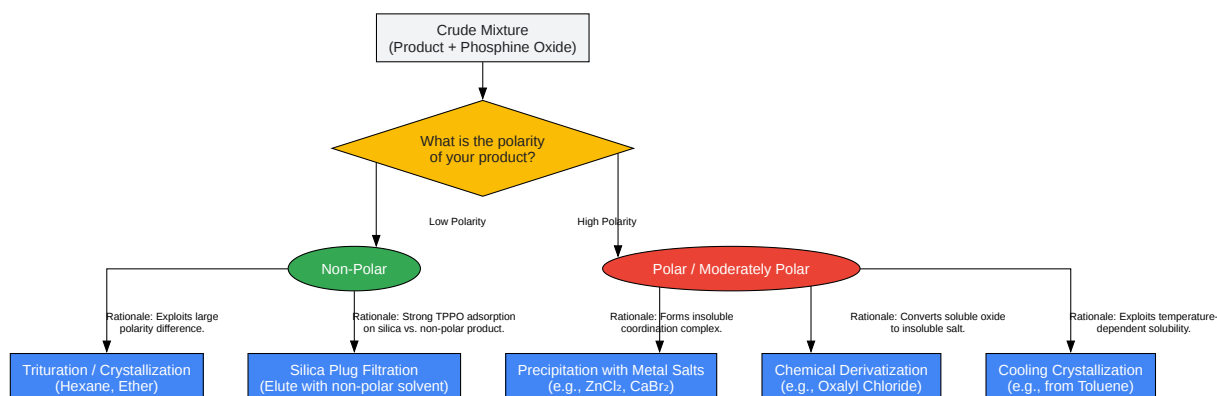 Crude Mixture
(Product + Phosphine Oxide)
What is the polarity
of your product?
Low Polarity
High Polarity
Non-Polar
Polar / Moderately Polar
Rationale: Exploits large
polarity difference.
Rationale: Strong TPPO adsorption
on silica vs. non-polar product.
Rationale: Forms insoluble
coordination complex.
Rationale: Converts soluble oxide
to insoluble salt.
Rationale: Exploits temperature-
dependent solubility.
Trituration / Crystallization
(Hexane, Ether)
Silica Plug Filtration
(Elute with non-polar solvent)
Precipitation with Metal Salts
(e.g., ZnCl₂, CaBr₂)
Chemical Derivatization
(e.g., Oxalyl Chloride)
Cooling Crystallization
(e.g., from Toluene)